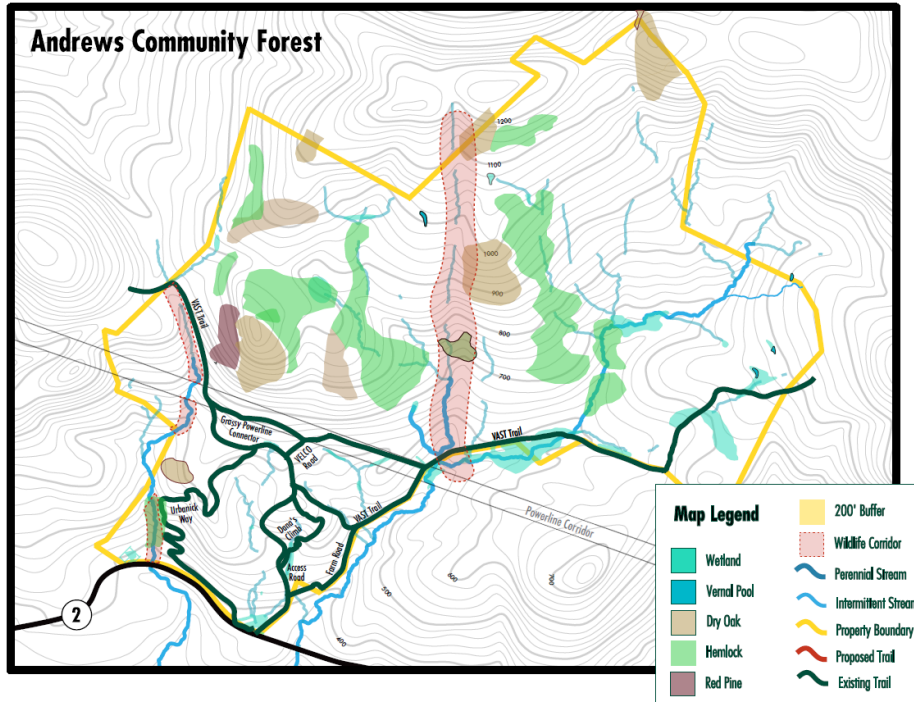 Andrews Community Forest
1200
1100
1000
900
800
700
VAST Trail
Grassy Powerline
Connector
VELCO
Road
VAST Trail
Urbanick
Way
Dana's
Climb
VAST Trail
Access
Road
Farm Road
Powerline Corridor
2
400
500
600
700
Map Legend
Wetland
Vernal Pool
Dry Oak
Hemlock
Red Pine
200' Buffer
Wildlife Corridor
Perennial Stream
Intermittent Stream
Property Boundary
Proposed Trail
Existing Trail